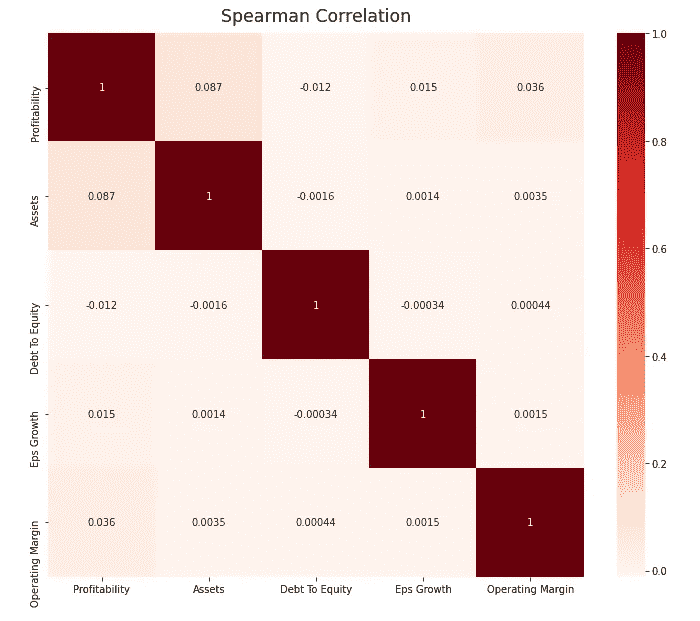 Spearman Correlation
Profitability
1
0.087
-0.012
0.015
0.036
Assets
0.087
1
-0.0016
0.0014
0.0035
Debt To Equity
-0.012
-0.0016
1
-0.00034
0.00044
Eps Growth
0.015
0.0014
-0.00034
1
0.0015
Operating Margin
0.036
0.0035
0.00044
0.0015
1
Profitability
Assets
Debt To Equity
Eps Growth
Operating Margin
1.0
0.8
0.6
0.4
0.2
0.0